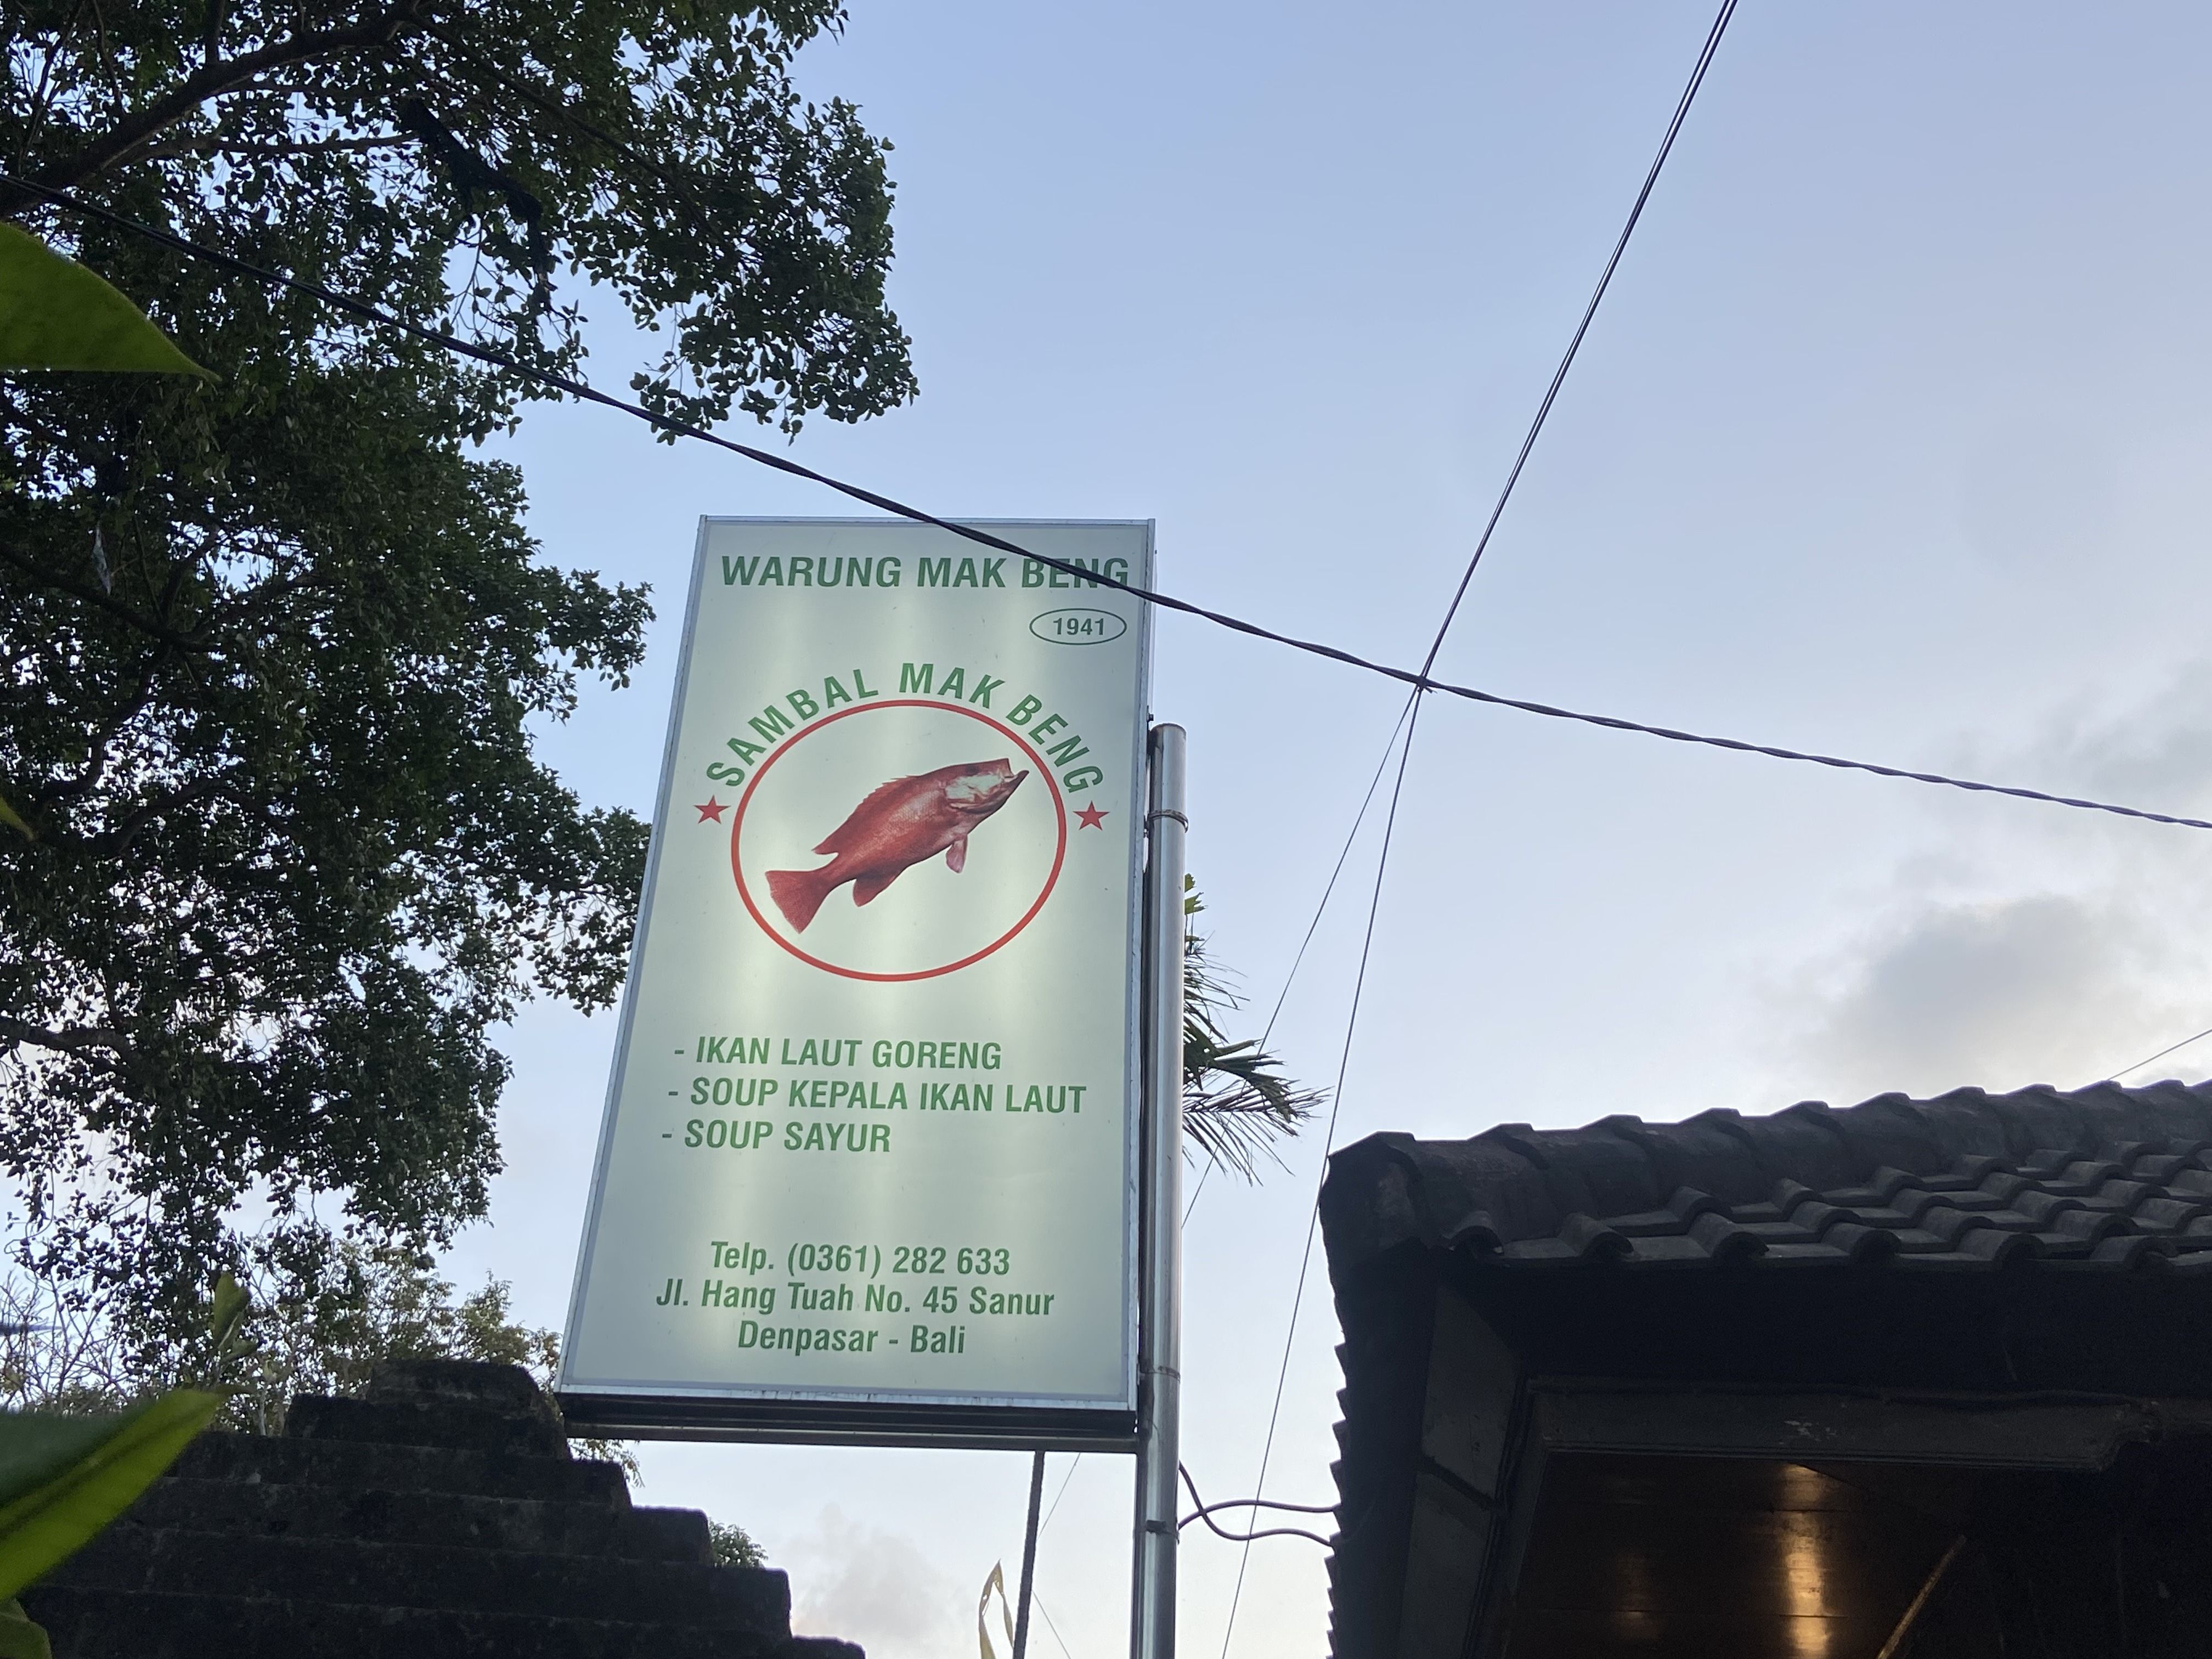 WARUNG MAK BENG
1941
SAMBAL MAK BENG
- IKAN LAUT GORENG
- SOUP KEPALA IKAN LAUT
- SOUP SAYUR
Telp. (0361) 282 633
Jl. Hang Tuah No. 45 Sanur
Denpasar - Bali